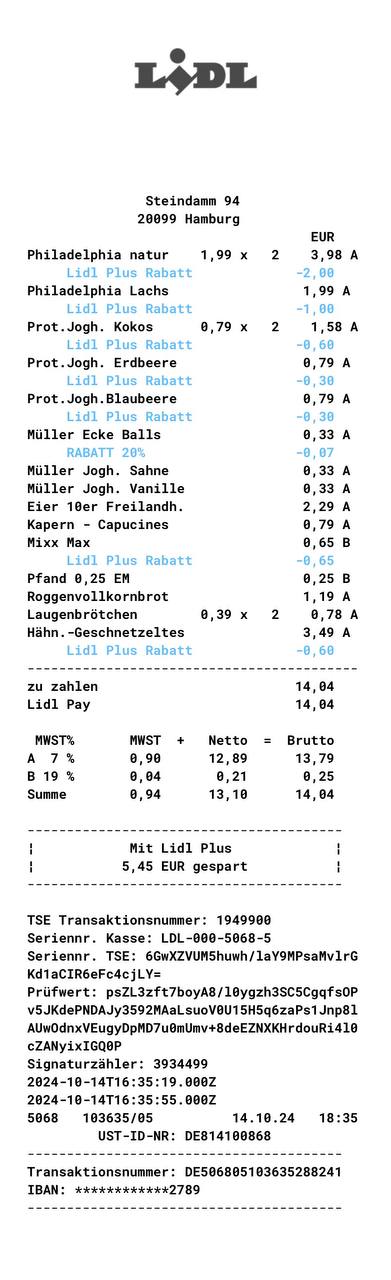 LIDL
Steindamm 94
20099 Hamburg
EUR
Philadelphia natur 1,99 x 2 3,98 A
Lidl Plus Rabatt -2,00
Philadelphia Lachs 1,99 A
Lidl Plus Rabatt -1,00
Prot.Jogh. Kokos 0,79 x 2 1,58 A
Lidl Plus Rabatt -0,60
Prot.Jogh. Erdbeere 0,79 A
Lidl Plus Rabatt -0,30
Prot.Jogh.Blaubeere 0,79 A
Lidl Plus Rabatt -0,30
Müller Ecke Balls 0,33 A
RABATT 20% -0,07
Müller Jogh. Sahne 0,33 A
Müller Jogh. Vanille 0,33 A
Eier 10er Freilandh. 2,29 A
Kapern - Capucines 0,79 A
Mixx Max 0,65 B
Lidl Plus Rabatt -0,65
Pfand 0,25 EM 0,25 B
Roggenvollkornbrot 1,19 A
Laugenbrötchen 0,39 x 2 0,78 A
Hähn.-Geschnetzeltes 3,49 A
Lidl Plus Rabatt -0,60
zu zahlen 14,04
Lidl Pay 14,04
MWST% MWST + Netto = Brutto
A 7 % 0,90 12,89 13,79
B 19 % 0,04 0,21 0,25
Summe 0,94 13,10 14,04
Mit Lidl Plus
5,45 EUR gespart
TSE Transaktionsnummer: 1949900
Seriennr. Kasse: LDL-000-5068-5
Seriennr. TSE: 6GwXZVUM5huwh/laY9MPsaMvlrG
Kd1aCIR6eFc4cjLY=
Prüfwert: psZL3zft7boyA8/l0ygzh3SC5CgqfsOP
v5JKdePNDAJy3592MAaLsuoV0U15H5q6zaPs1Jnp8l
AUwOdnxVEugyDpMD7u0mUmv+8deEZNXKHrdouRi4l0
cZANyixIGQ0P
Signaturzähler: 3934499
2024-10-14T16:35:19.000Z
2024-10-14T16:35:55.000Z
5068 103635/05 14.10.24 18:35
UST-ID-NR: DE814100868
Transaktionsnummer: DE506805103635288241
IBAN: ************2789